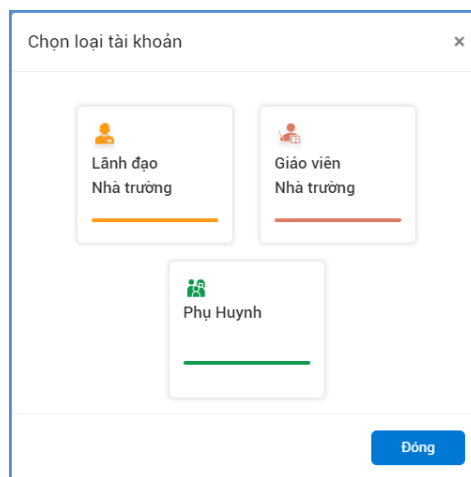 Chọn loại tài khoản
×
Lãnh đạo
Nhà trường
Giáo viên
Nhà trường
Phụ Huynh
Đóng